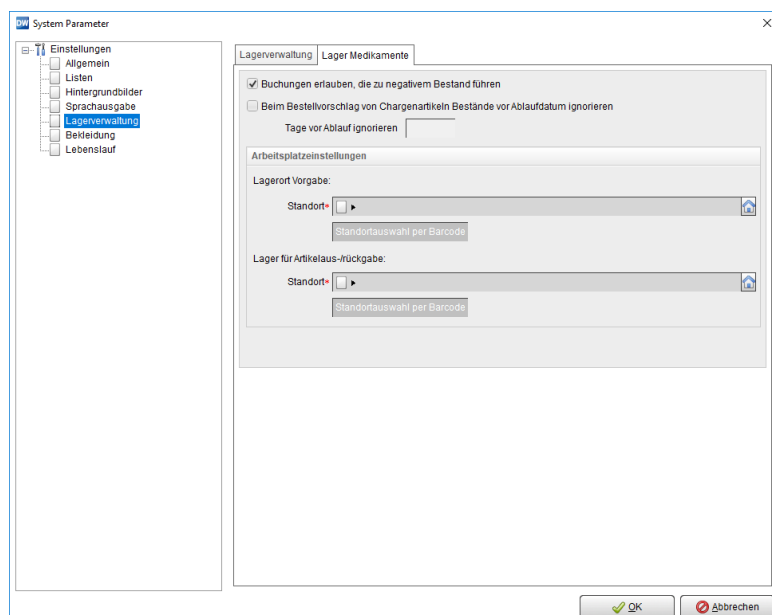 DW System Parameter
Einstellungen
Allgemein
Listen
Hintergrundbilder
Sprachausgabe
Lagerverwaltung
Bekleidung
Lebenslauf
Lagerverwaltung Lager Medikamente
Buchungen erlauben, die zu negativem Bestand führen
Beim Bestellvorschlag von Chargenartikeln Bestände vor Ablaufdatum ignorieren
Tage vor Ablauf ignorieren
Arbeitsplatzeinstellungen
Lagerort Vorgabe:
Standort*
Standortauswahl per Barcode
Lager für Artikelaus-/rückgabe:
Standort*
Standortauswahl per Barcode
OK Abbrechen